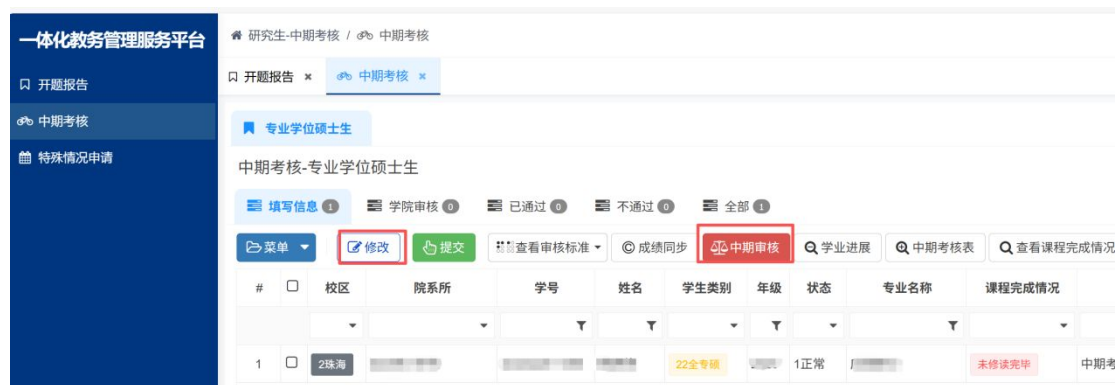 一体化教务管理服务平台
开题报告
中期考核
特殊情况申请
研究生-中期考核 / 中期考核
开题报告 × 中期考核 ×
专业学位硕士生
中期考核-专业学位硕士生
填写信息 1 学院审核 0 已通过 0 不通过 0 全部 1
菜单 修改 提交 查看审核标准 成绩同步 中期审核 学业进展 中期考核表 查看课程完成情况
# 校区 院系所 学号 姓名 学生类别 年级 状态 专业名称 课程完成情况
1 2珠海 22全专硕 1正常 未修读完毕 中期考